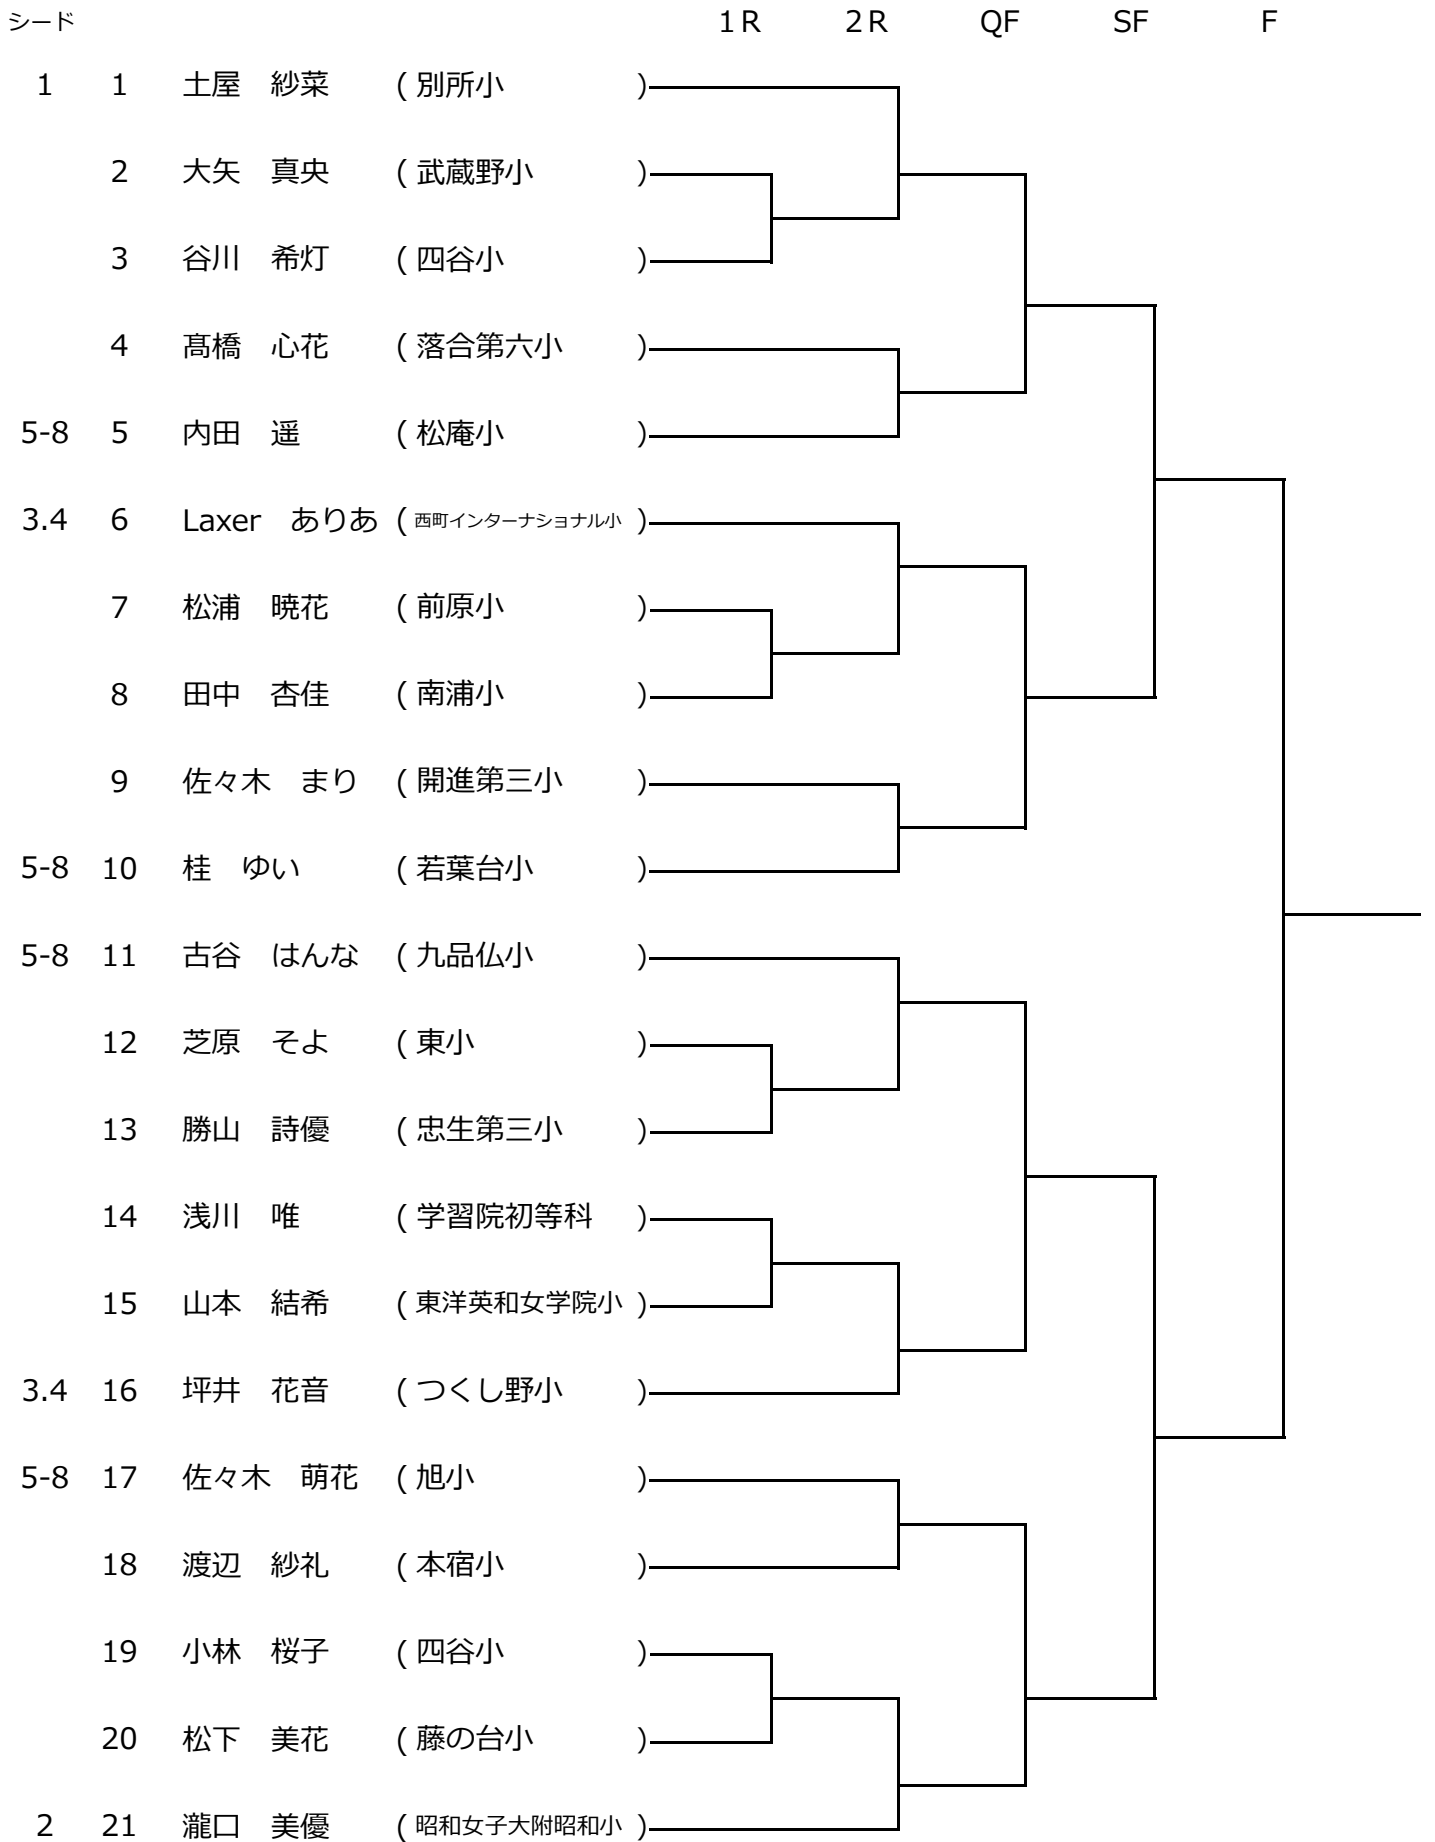 シード 1R 2R QF SF F
1 1 土屋 紗菜 ( 別所小 )
2 大矢 真央 ( 武蔵野小 )
3 谷川 希灯 ( 四谷小 )
4 髙橋 心花 ( 落合第六小 )
5-8 5 内田 遥 ( 松庵小 )
3.4 6 Laxer ありあ ( 西町インターナショナル小 )
7 松浦 暁花 ( 前原小 )
8 田中 杏佳 ( 南浦小 )
9 佐々木 まり ( 開進第三小 )
5-8 10 桂 ゆい ( 若葉台小 )
5-8 11 古谷 はんな ( 九品仏小 )
12 芝原 そよ ( 東小 )
13 勝山 詩優 ( 忠生第三小 )
14 浅川 唯 ( 学習院初等科 )
15 山本 結希 ( 東洋英和女学院小 )
3.4 16 坪井 花音 ( つくし野小 )
5-8 17 佐々木 萌花 ( 旭小 )
18 渡辺 紗礼 ( 本宿小 )
19 小林 桜子 ( 四谷小 )
20 松下 美花 ( 藤の台小 )
2 21 瀧口 美優 ( 昭和女子大附昭和小 )